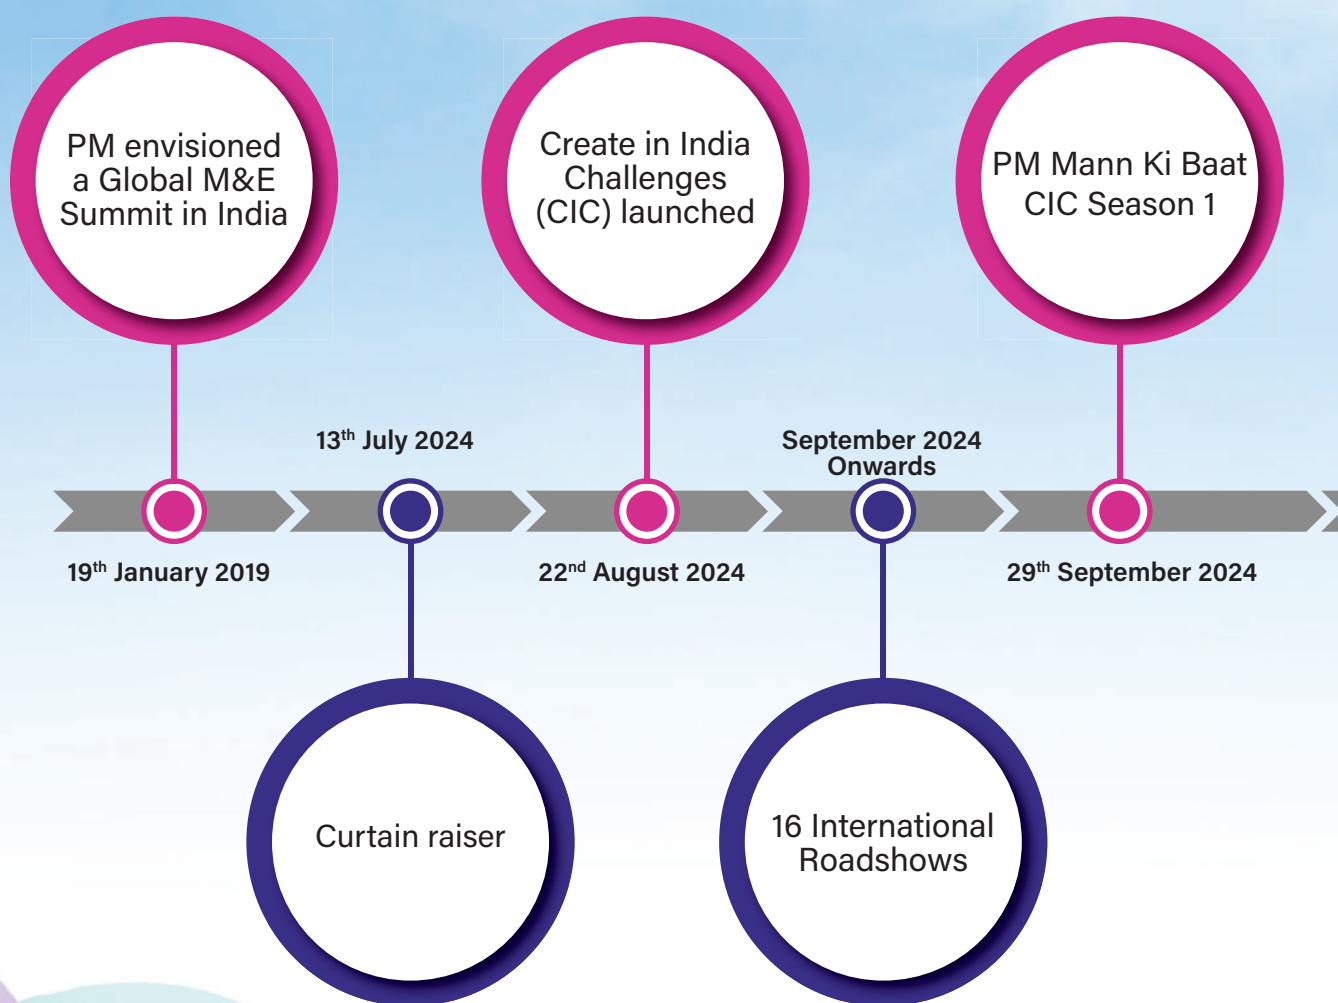 PM envisioned
a Global M&E
Summit in India
Create in India
Challenges
(CIC) launched
PM Mann Ki Baat
CIC Season 1
13th July 2024
September 2024
Onwards
19th January 2019
22nd August 2024
29th September 2024
Curtain raiser
16 International
Roadshows